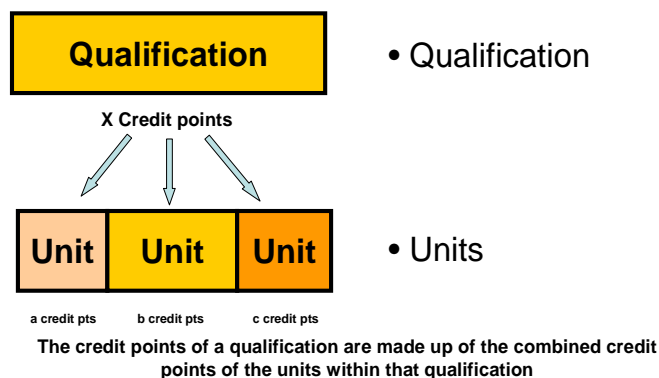 Qualification
• Qualification
X Credit points
Unit Unit Unit
• Units
a credit pts b credit pts c credit pts
The credit points of a qualification are made up of the combined credit
points of the units within that qualification